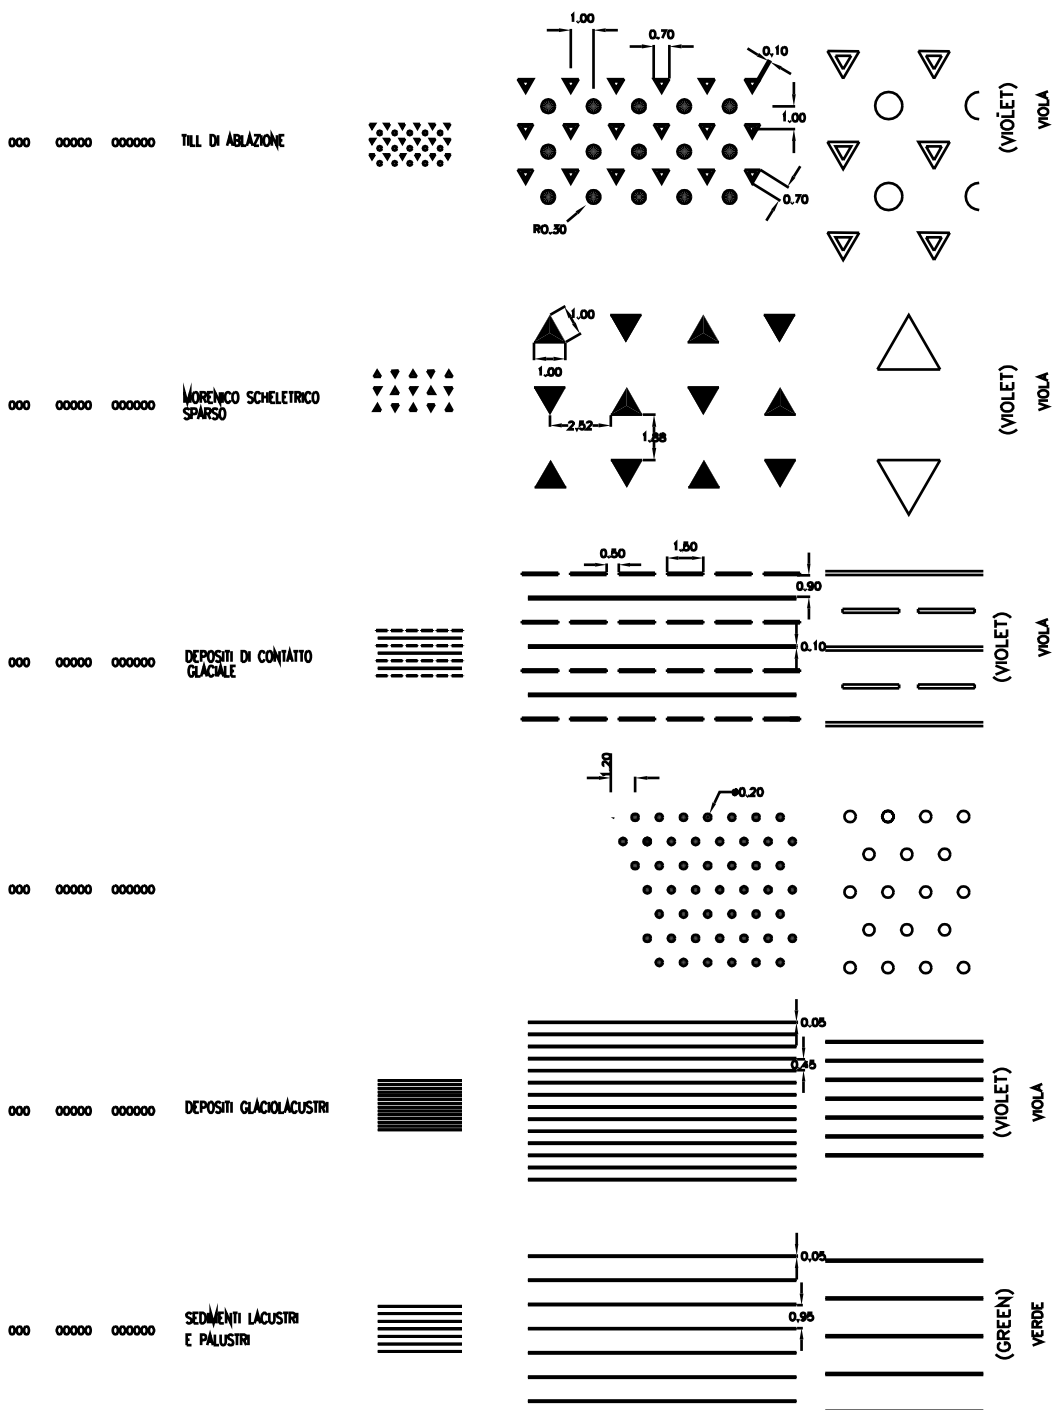 1.00
0.70
0.10
000 00000 000000 TILL DI ABLAZIONE
1.00
0.70
R0.30
(VIOLET)
VIOLA
1.00
1.00
000 00000 000000 MORENICO SCHELETRICO
SPARSO
2.52
1.88
(VIOLET)
VIOLA
0.50
1.50
0.90
0.10
000 00000 000000 DEPOSITI DI CONTATTO
GLACIALE
(VIOLET)
VIOLA
1.20
ø0.20
000 00000 000000
0.05
0.45
000 00000 000000 DEPOSITI GLACIOLACUSTRI
(VIOLET)
VIOLA
0.05
0.95
000 00000 000000 SEDIMENTI LACUSTRI
E PALUSTRI
(GREEN)
VERDE